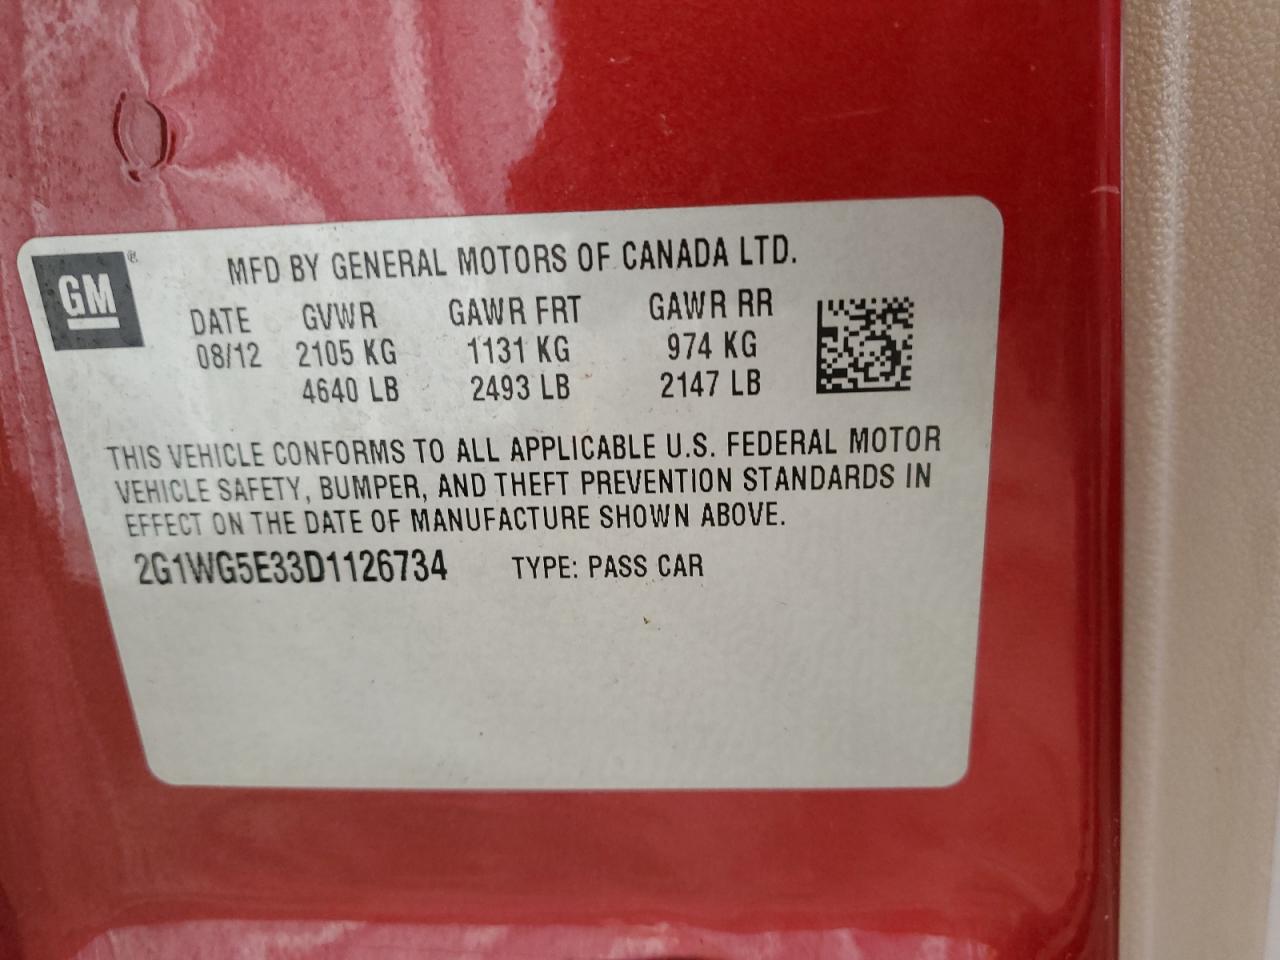 GM®
MFD BY GENERAL MOTORS OF CANADA LTD.
DATE GVWR GAWR FRT GAWR RR
08/12 2105 KG 1131 KG 974 KG
4640 LB 2493 LB 2147 LB
THIS VEHICLE CONFORMS TO ALL APPLICABLE U.S. FEDERAL MOTOR
VEHICLE SAFETY, BUMPER, AND THEFT PREVENTION STANDARDS IN
EFFECT ON THE DATE OF MANUFACTURE SHOWN ABOVE.
2G1WG5E33D1126734 TYPE: PASS CAR